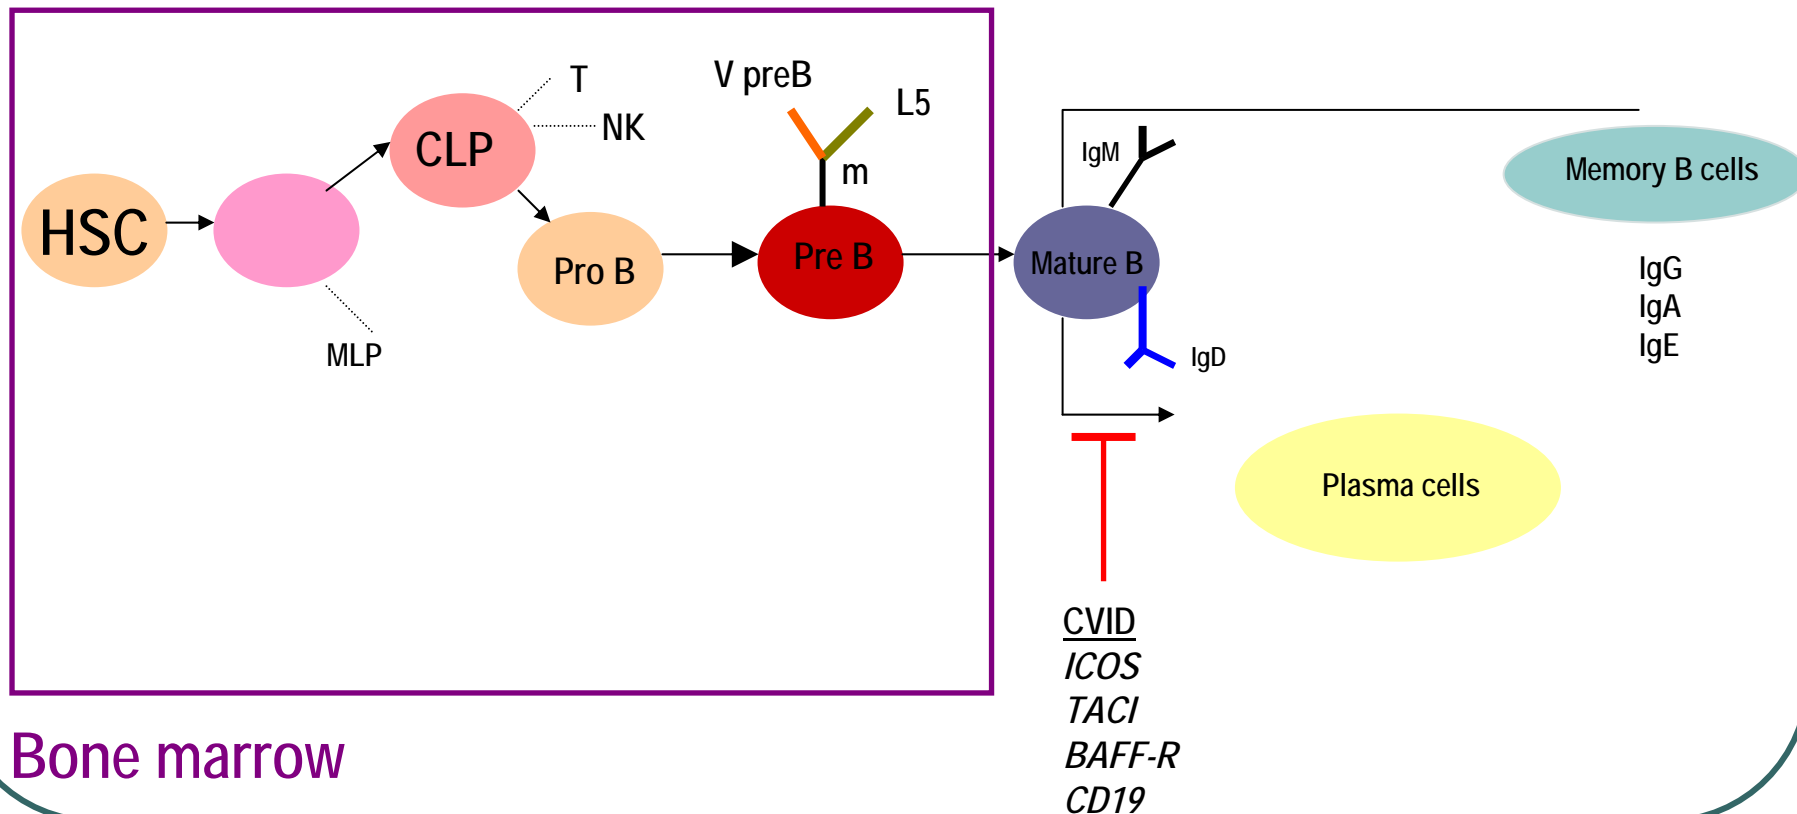 T
NK
CLP
HSC
MLP
Pro B
V preB
L5
m
Pre B
IgM
Mature B
IgD
Memory B cells
IgG
IgA
IgE
Plasma cells
CVID
ICOS
TACI
BAFF-R
CD19
Bone marrow